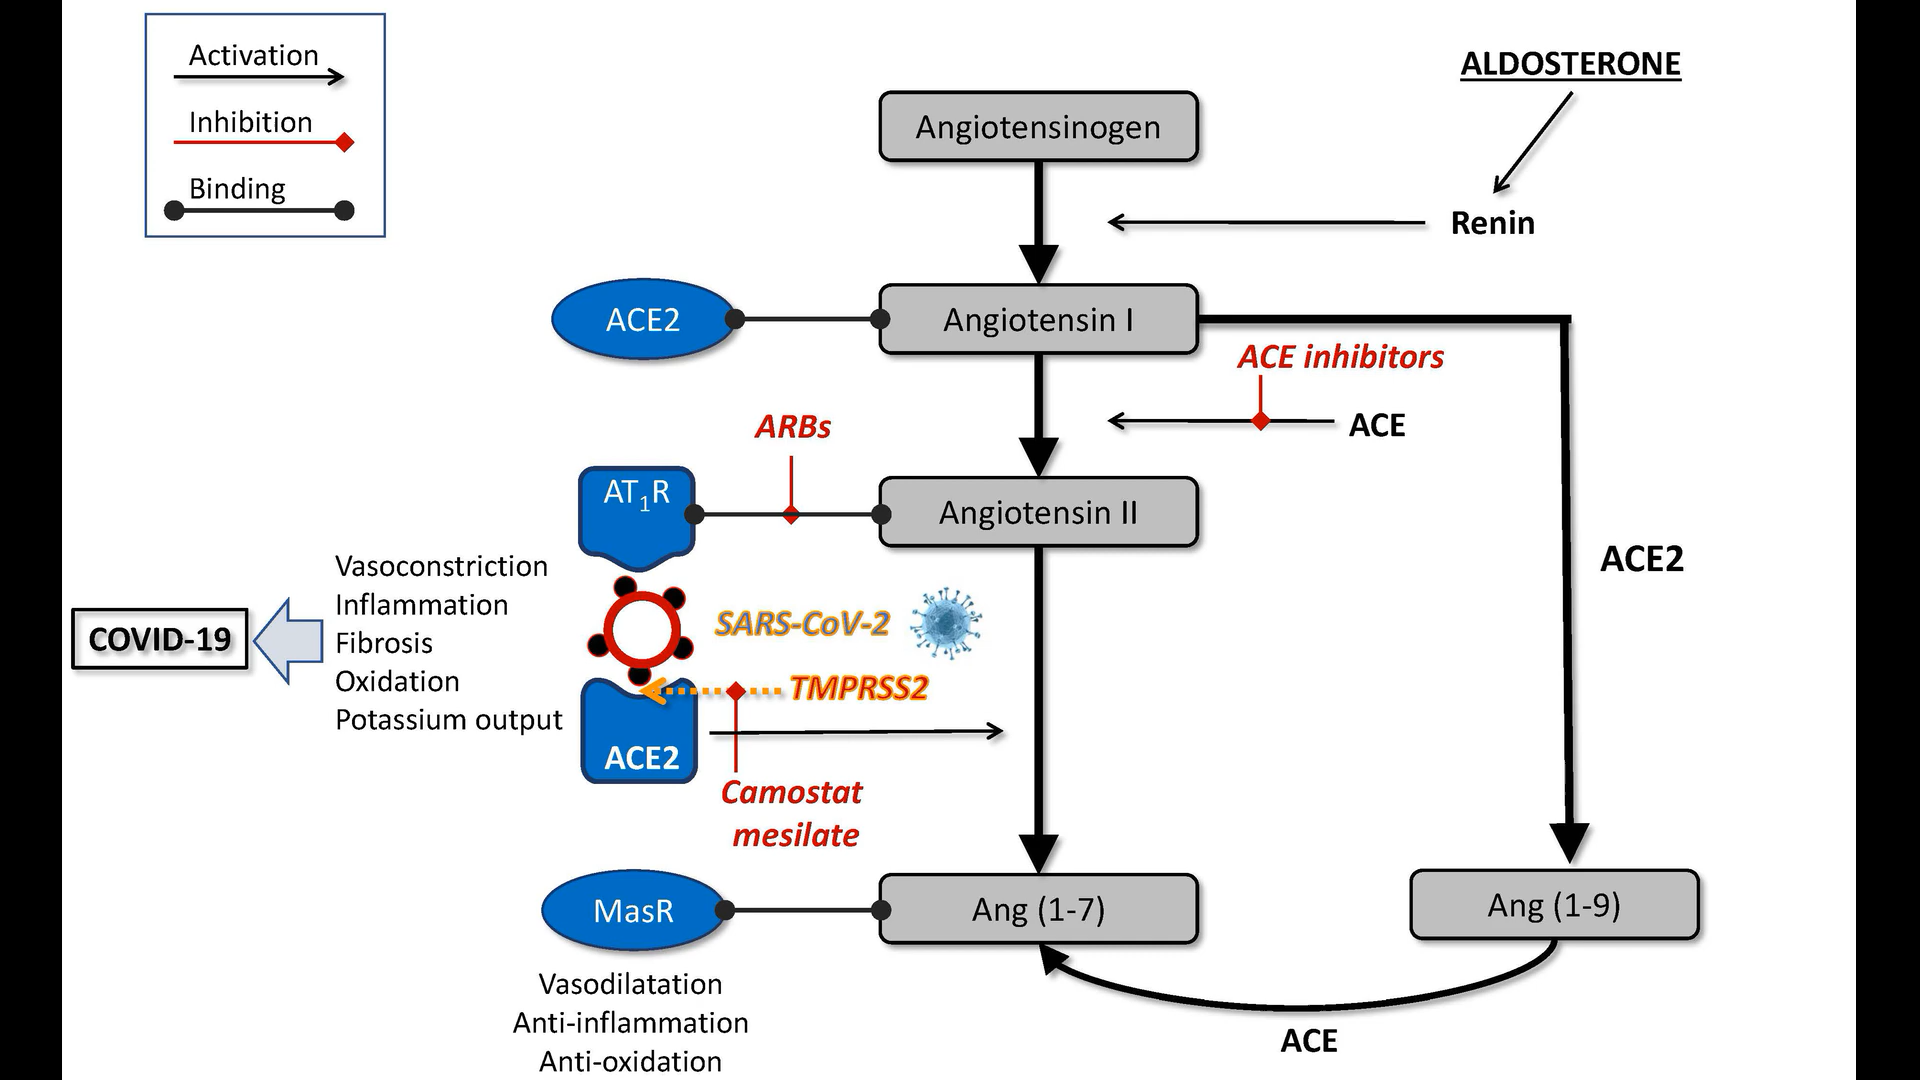 Activation
Inhibition
Binding
ALDOSTERONE
Angiotensinogen
Renin
ACE2
Angiotensin I
ACE inhibitors
ACE
ARBs
AT1R
Angiotensin II
ACE2
Vasoconstriction
Inflammation
Fibrosis
Oxidation
Potassium output
COVID-19
SARS-CoV-2
TMPRSS2
ACE2
Camostat
mesilate
MasR
Ang (1-7)
Ang (1-9)
Vasodilatation
Anti-inflammation
Anti-oxidation
ACE